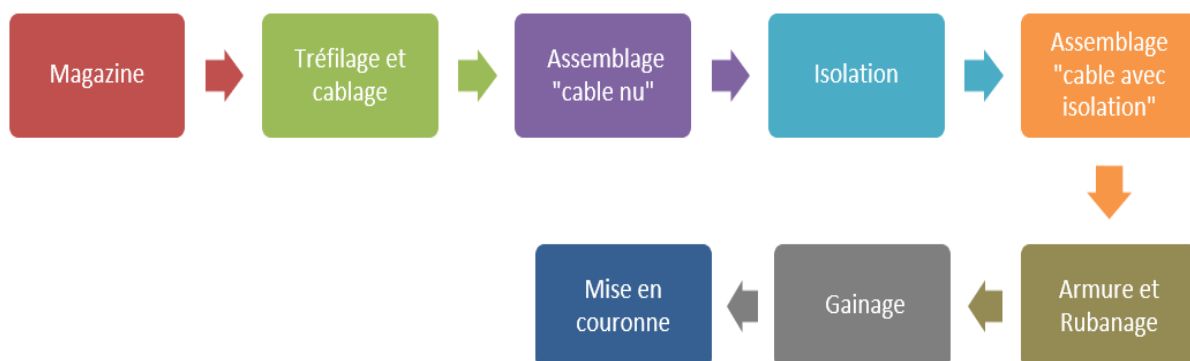 Magazine
Tréfilage et
cablage
Assemblage
"cable nu"
Isolation
Assemblage
"cable avec
isolation"
Armure et
Rubanage
Gainage
Mise en
couronne